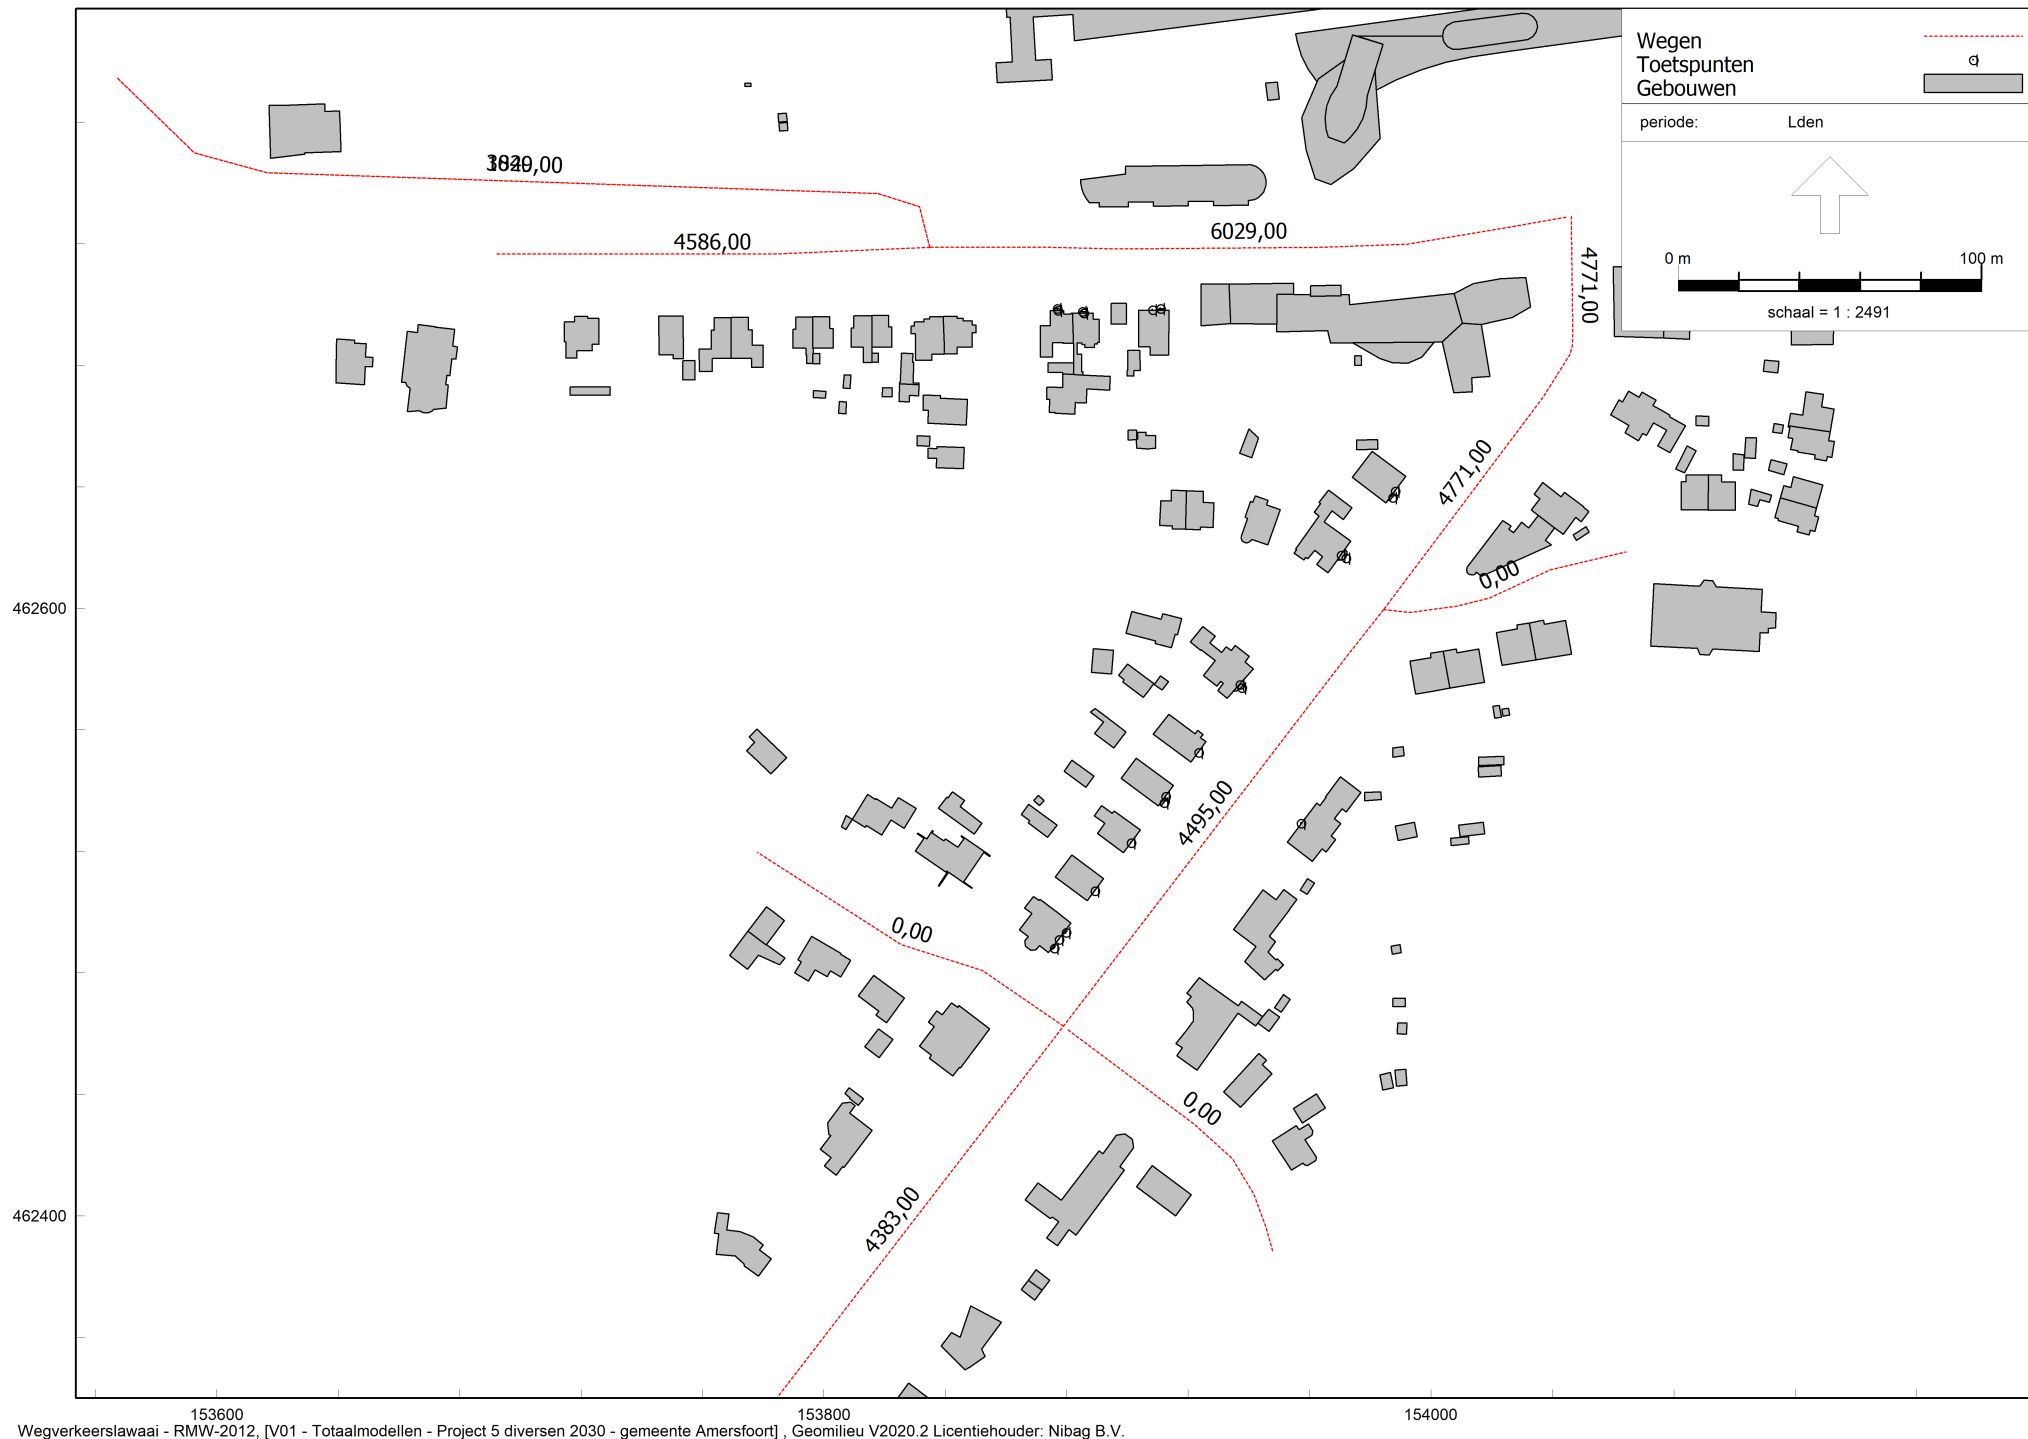 Wegen
Toetspunten
Gebouwen
periode: Lden
0 m 100 m
schaal = 1 : 2491
4586,00
6029,00
4771,00
4771,00
0,00
4495,00
0,00
0,00
4383,00
462600
462400
153600 153800 154000
Wegverkeerslawaai - RMW-2012, [V01 - Totaalmodellen - Project 5 diversen 2030 - gemeente Amersfoort] , Geomilieu V2020.2 Licentiehouder: Nibag B.V.